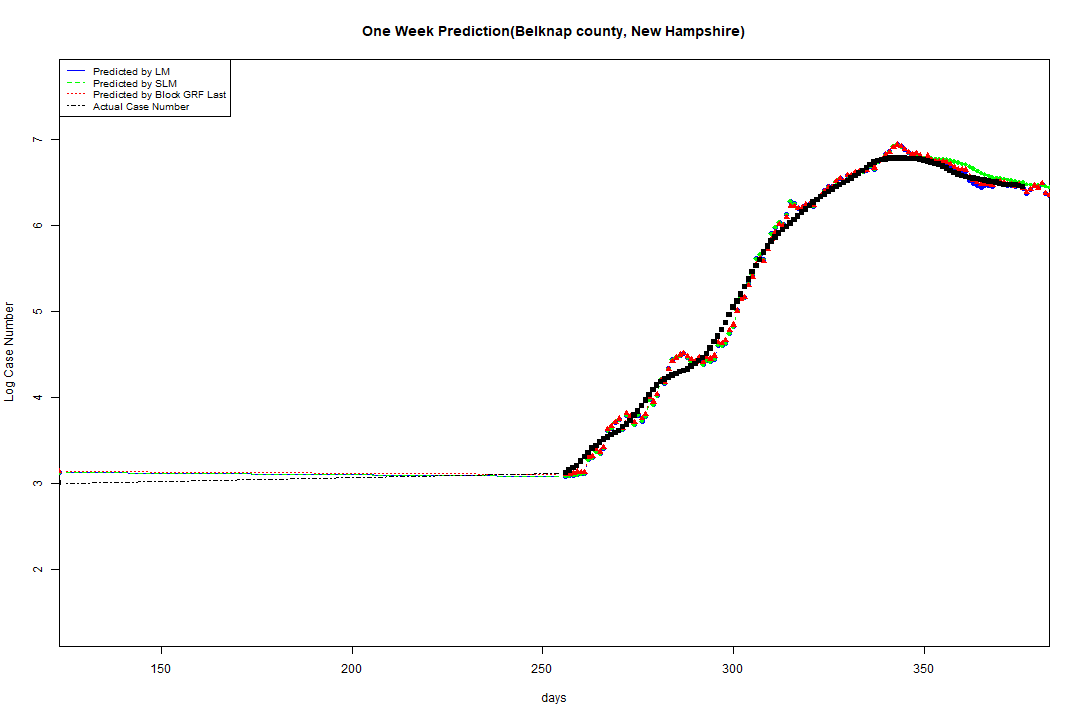 One Week Prediction(Belknap county, New Hampshire)
Predicted by LM
Predicted by SLM
Predicted by Block GRF Last
Actual Case Number
7
6
5
4
3
2
Log Case Number
150 200 250 300 350
days